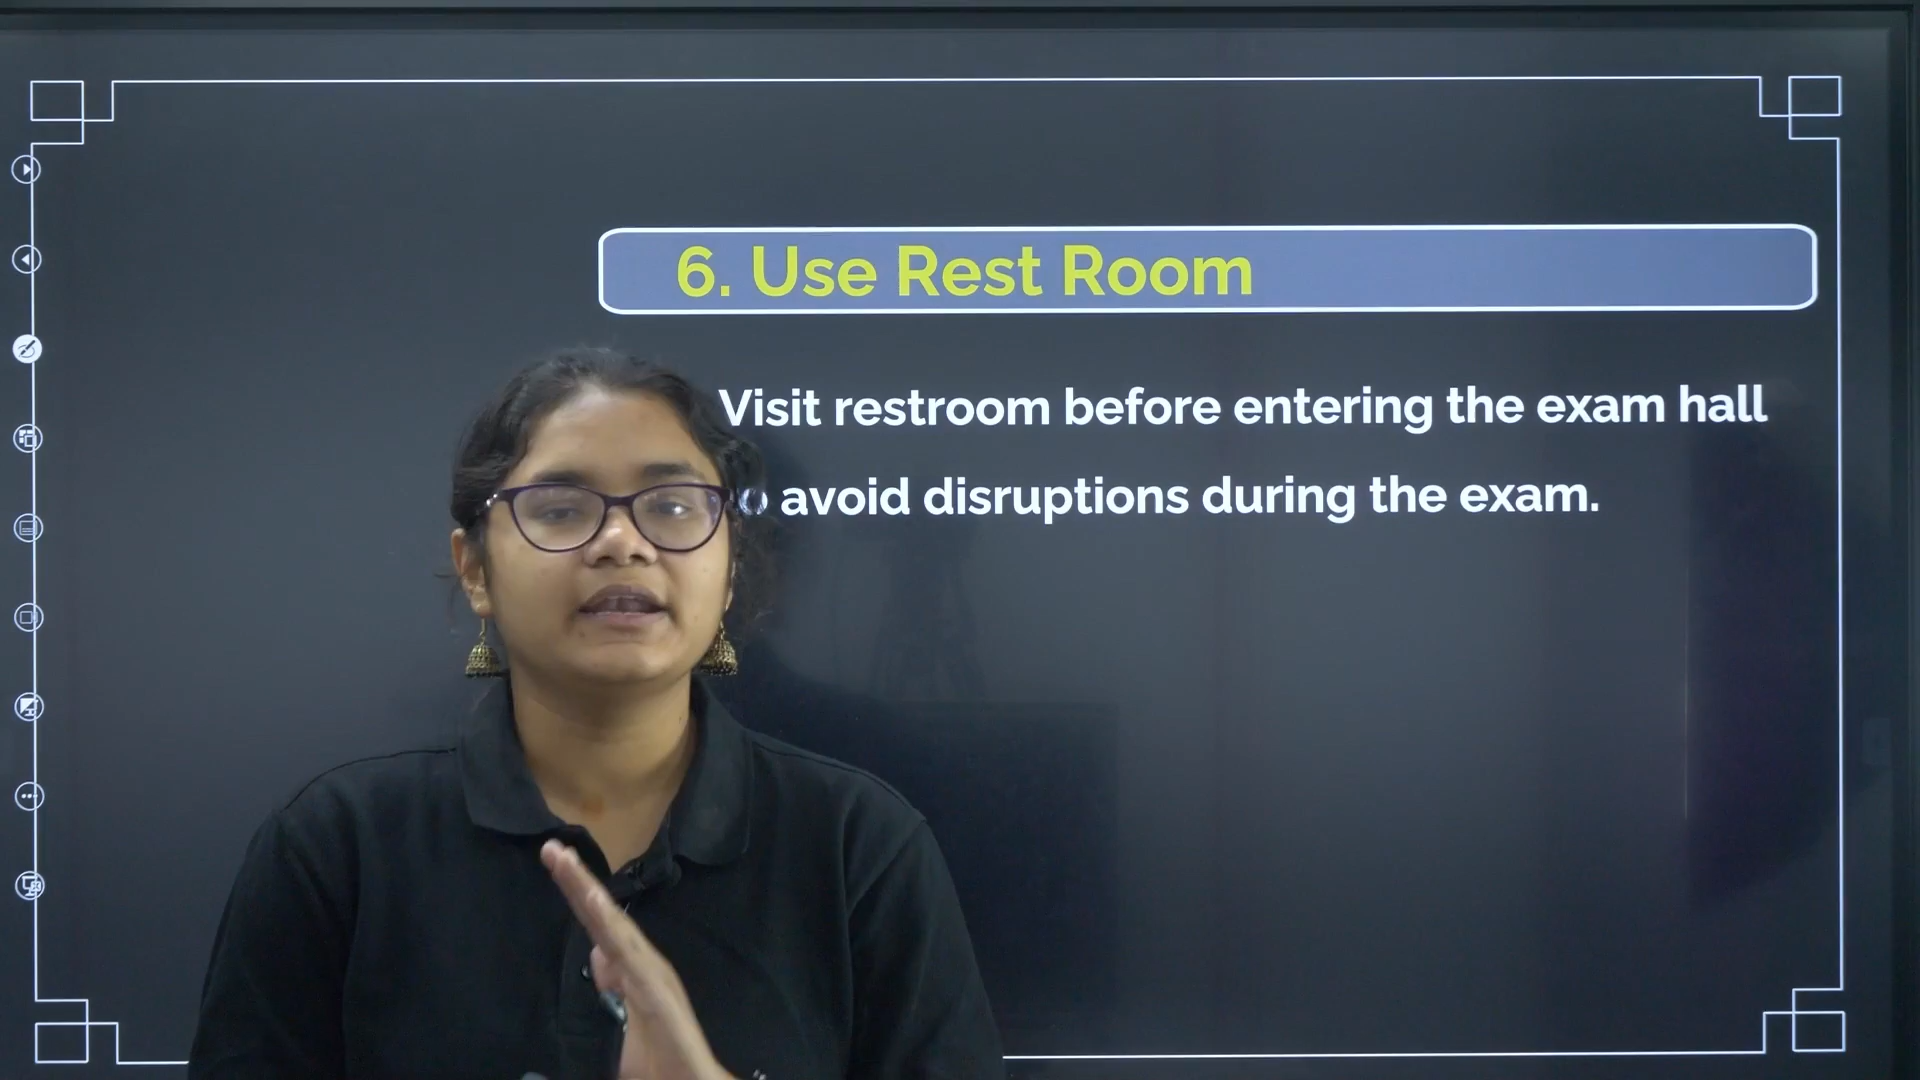 6. Use Rest Room
Visit restroom before entering the exam hall
avoid disruptions during the exam.